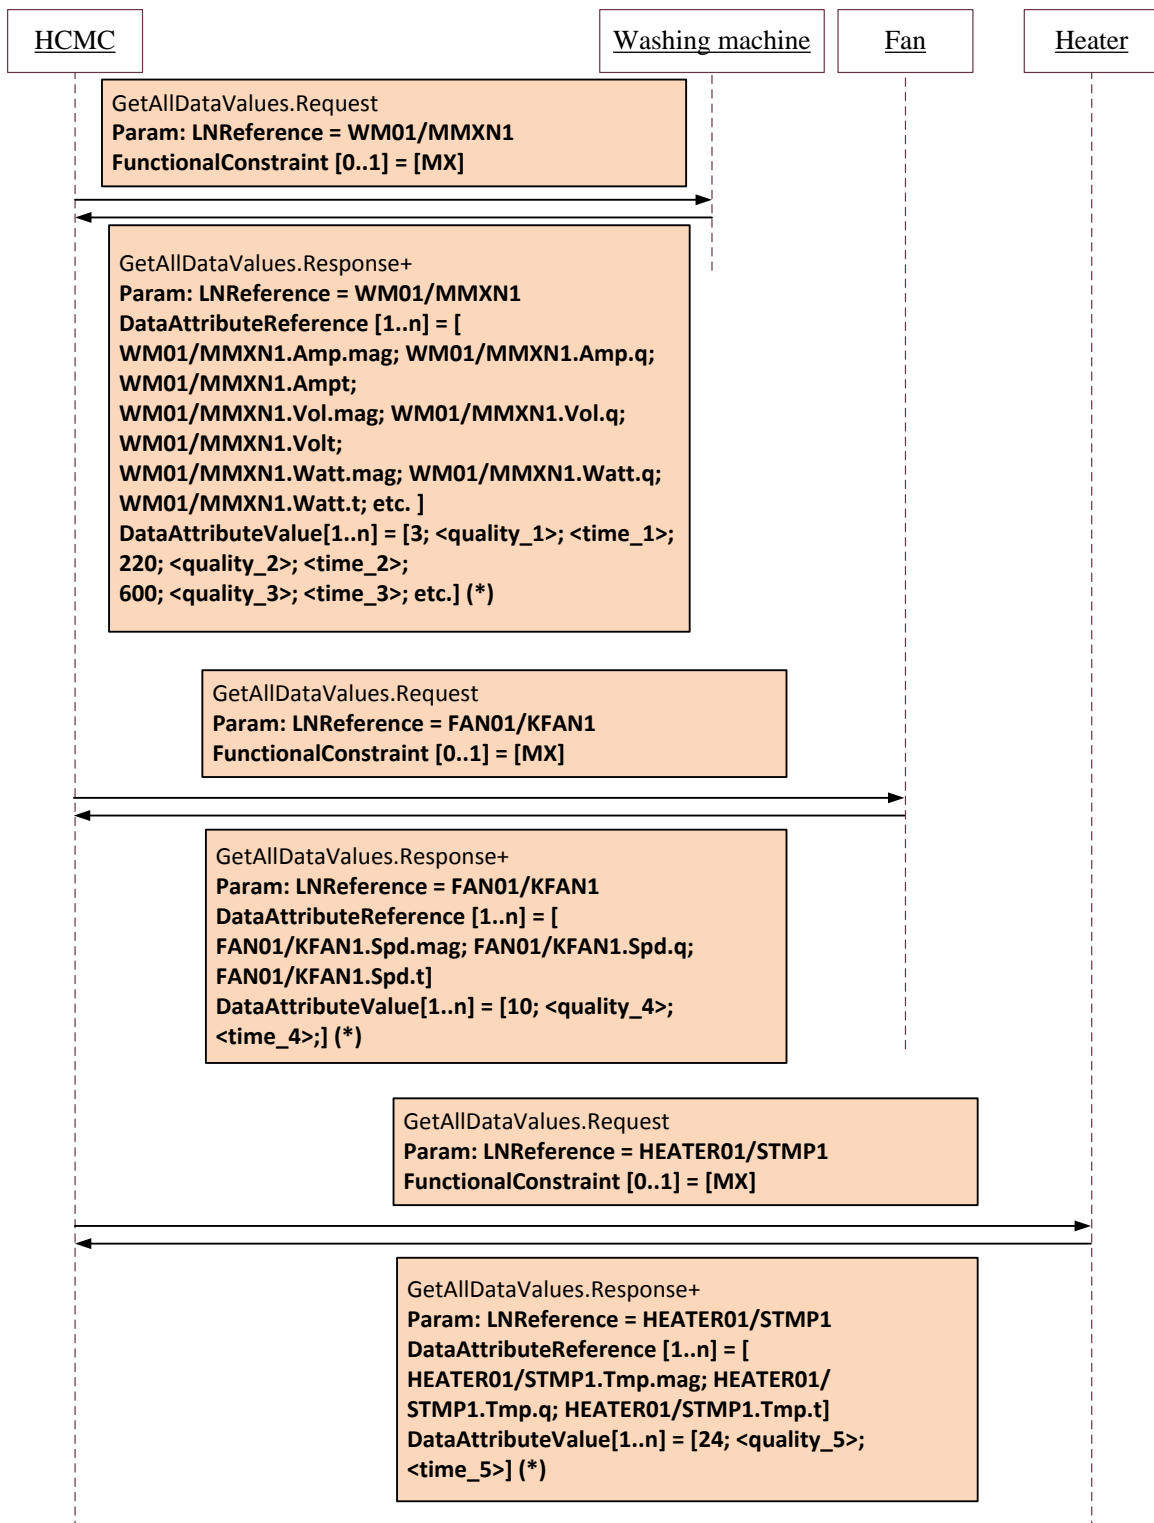 HCMC
Washing machine
Fan
Heater
GetAllDataValues.Request
Param: LNReference = WM01/MMXN1
FunctionalConstraint [0..1] = [MX]
GetAllDataValues.Response+
Param: LNReference = WM01/MMXN1
DataAttributeReference [1..n] = [
WM01/MMXN1.Amp.mag; WM01/MMXN1.Amp.q;
WM01/MMXN1.Ampt;
WM01/MMXN1.Vol.mag; WM01/MMXN1.Vol.q;
WM01/MMXN1.Volt;
WM01/MMXN1.Watt.mag; WM01/MMXN1.Watt.q;
WM01/MMXN1.Watt.t; etc. ]
DataAttributeValue[1..n] = [3; <quality_1>; <time_1>;
220; <quality_2>; <time_2>;
600; <quality_3>; <time_3>; etc.] (*)
GetAllDataValues.Request
Param: LNReference = FAN01/KFAN1
FunctionalConstraint [0..1] = [MX]
GetAllDataValues.Response+
Param: LNReference = FAN01/KFAN1
DataAttributeReference [1..n] = [
FAN01/KFAN1.Spd.mag; FAN01/KFAN1.Spd.q;
FAN01/KFAN1.Spd.t]
DataAttributeValue[1..n] = [10; <quality_4>;
<time_4>;] (*)
GetAllDataValues.Request
Param: LNReference = HEATER01/STMP1
FunctionalConstraint [0..1] = [MX]
GetAllDataValues.Response+
Param: LNReference = HEATER01/STMP1
DataAttributeReference [1..n] = [
HEATER01/STMP1.Tmp.mag; HEATER01/
STMP1.Tmp.q; HEATER01/STMP1.Tmp.t]
DataAttributeValue[1..n] = [24; <quality_5>;
<time_5>] (*)